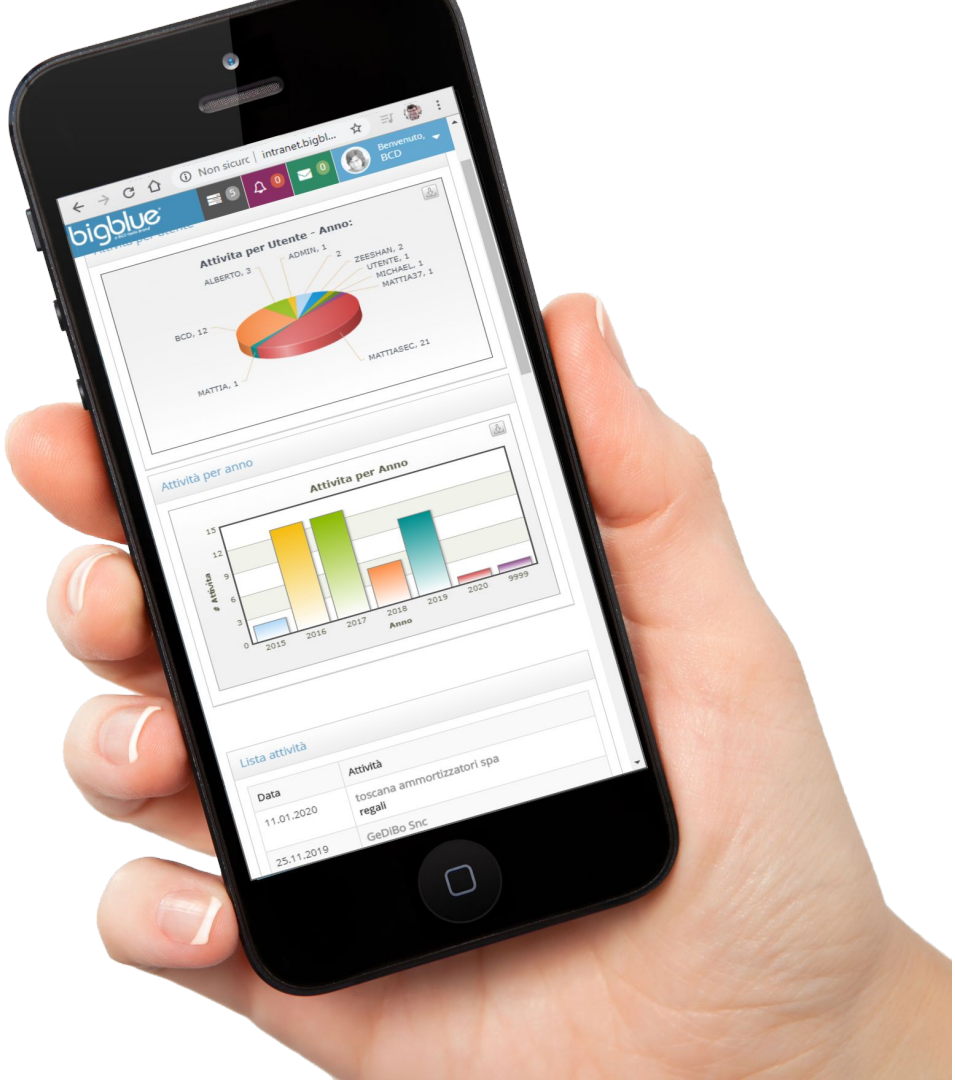 Non sicurc intranet.bigbl...
bigblue
5
0
0
Benvenuto,
BCD
Attivita per Utente - Anno:
ALBERTO, 3
ADMIN, 1
2
ZEESHAN, 2
UTENTE, 1
MICHAEL, 1
MATTIA37, 1
BCD, 12
MATTIASEC, 21
MATTIA, 1
Attività per anno
Attivita per Anno
15
12
9
6
3
0
# Attivita
2015
2016
2017
2018
2019
2020
9999
Anno
Lista attività
Data
Attività
11.01.2020
toscana ammortizzatori spa
regali
25.11.2019
GeDiBo Snc